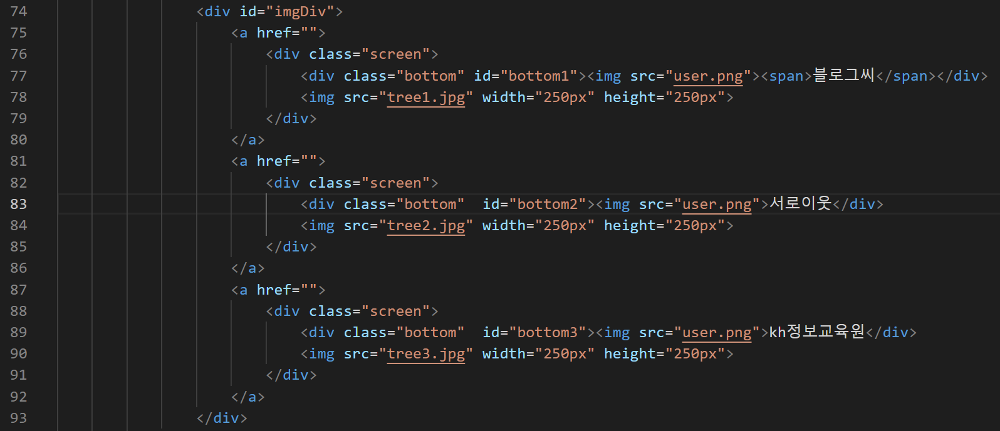 74 <div id="imgDiv">
75 <a href="">
76 <div class="screen">
77 <div class="bottom" id="bottom1"><img src="user.png"><span>블로그씨</span></div>
78 <img src="tree1.jpg" width="250px" height="250px">
79 </div>
80 </a>
81 <a href="">
82 <div class="screen">
83 <div class="bottom"  id="bottom2"><img src="user.png">서로이웃</div>
84 <img src="tree2.jpg" width="250px" height="250px">
85 </div>
86 </a>
87 <a href="">
88 <div class="screen">
89 <div class="bottom"  id="bottom3"><img src="user.png">kh정보교육원</div>
90 <img src="tree3.jpg" width="250px" height="250px">
91 </div>
92 </a>
93 </div>